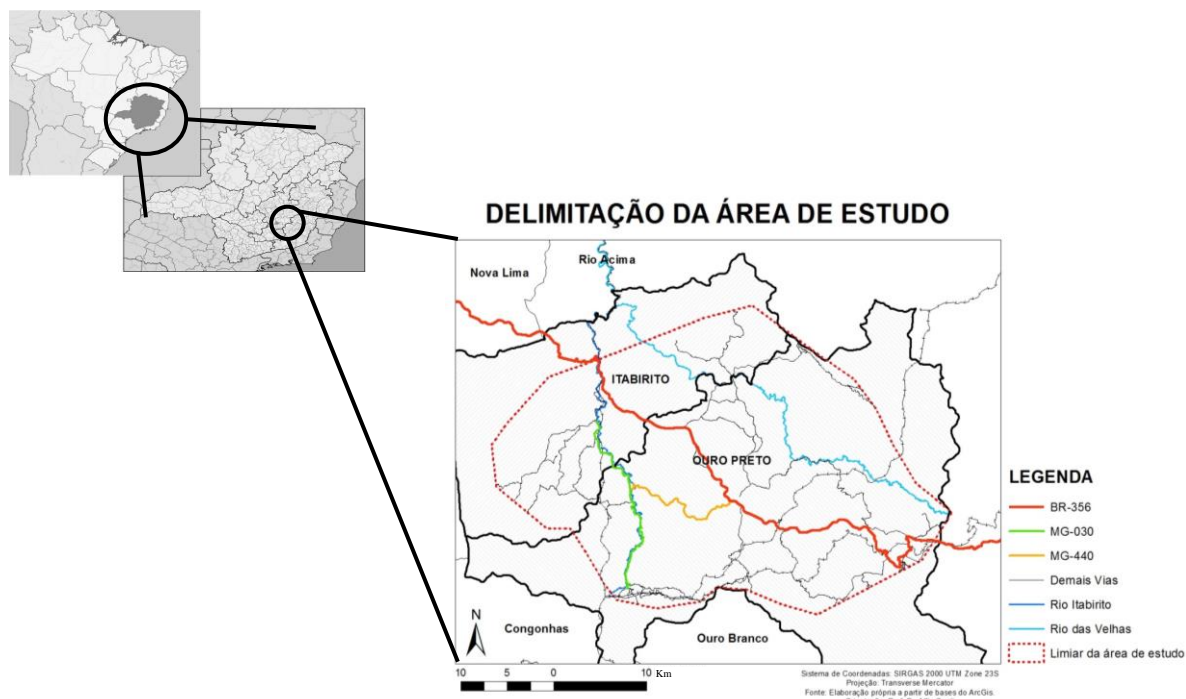 DELIMITAÇÃO DA ÁREA DE ESTUDO
Rio Acima
Nova Lima
ITABIRITO
OURO PRETO
Congonhas
Ouro Branco
N
LEGENDA
BR-356
MG-030
MG-440
Demais Vias
Rio Itabirito
Rio das Velhas
Limiar da área de estudo
10 5 0 10 Km
Sistema de Coordenadas: SIRGAS 2000 UTM Zone 23S
Projeção: Transverse Mercator
Fonte: Elaboração própria a partir de bases do ArcGis.